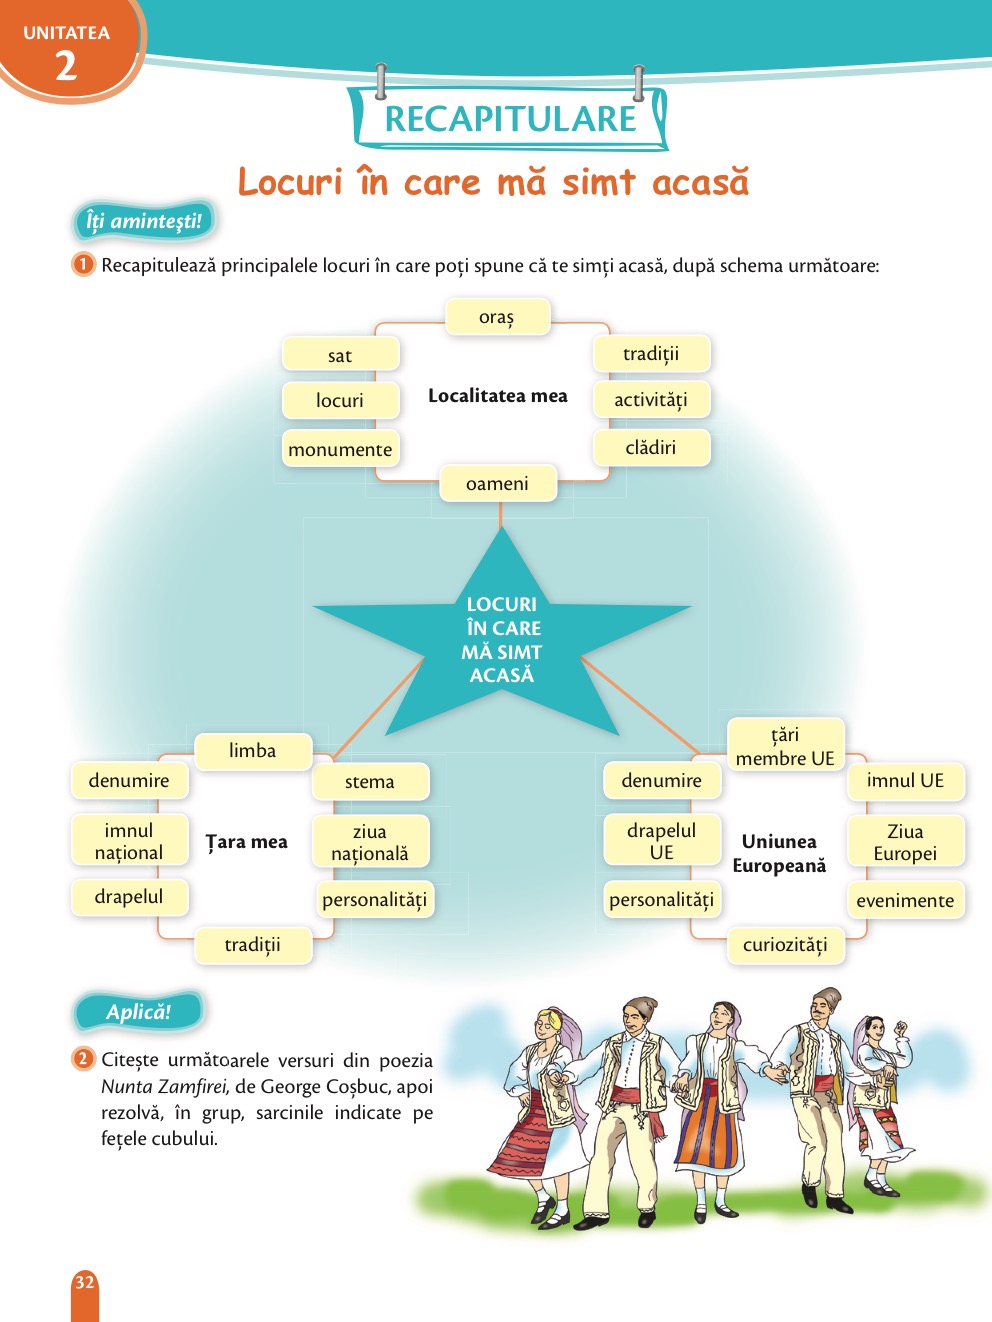 UNITATEA
2
RECAPITULARE
Locuri în care mă simt acasă
Îți amintești!
1 Recapitulează principalele locuri în care poți spune că te simți acasă, după schema următoare:
oraș
sat
tradiții
locuri
Localitatea mea
activități
monumente
clădiri
oameni
LOCURI
ÎN CARE
MĂ SIMT
ACASĂ
limba
denumire
stema
imnul
național
Țara mea
ziua
națională
drapelul
personalități
tradiții
țări
membre UE
denumire
imnul UE
drapelul
UE
Uniunea
Europeană
Ziua
Europei
personalități
evenimente
curiozități
Aplică!
2 Citește următoarele versuri din poezia
Nunta Zamfirei, de George Coșbuc, apoi
rezolvă, în grup, sarcinile indicate pe
fețele cubului.
32